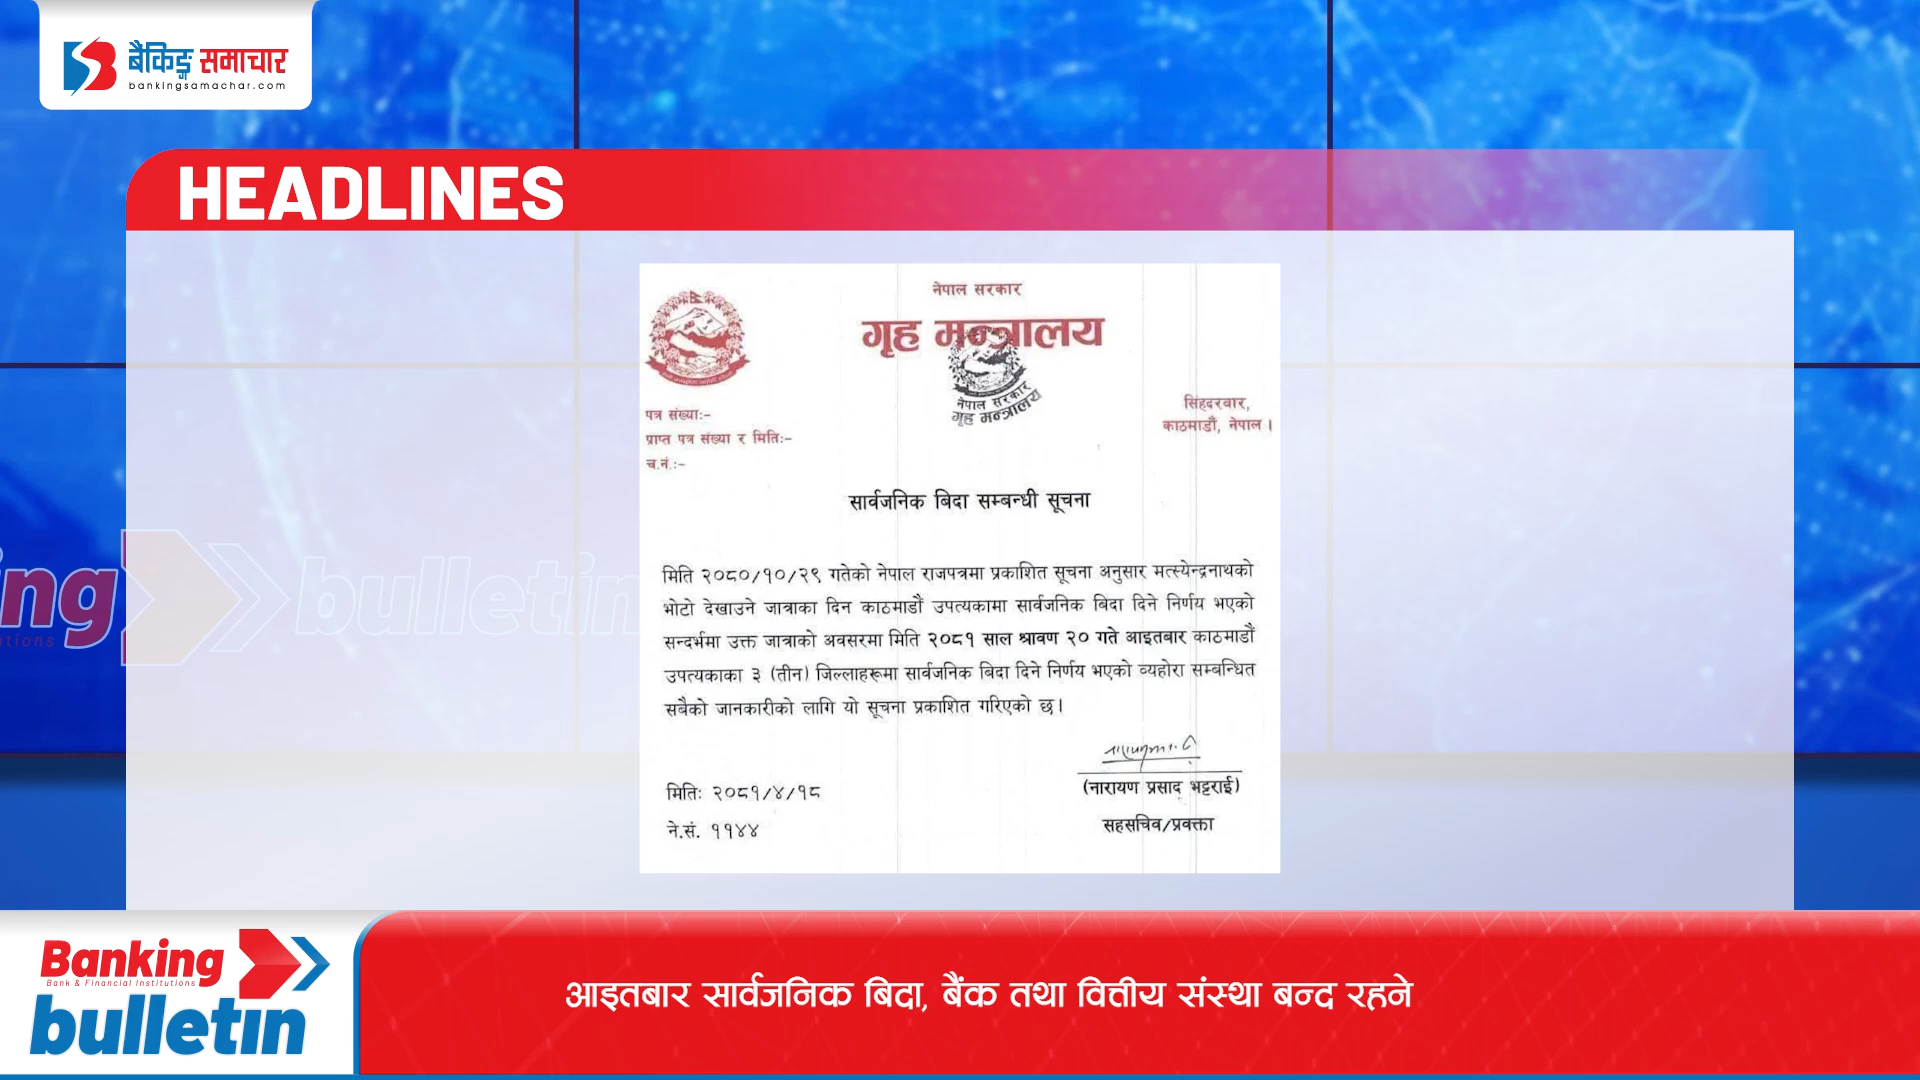 बैकिङ्ग समाचार
bankingsamachar.com
HEADLINES
नेपाल सरकार
गृह मन्त्रालय
नेपाल सरकार
गृह मन्त्रालय
सिंहदरवार,
काठमाडौं, नेपाल ।
पत्र संख्या:-
प्राप्त पत्र संख्या र मिति:-
च.नं.:-
सार्वजनिक बिदा सम्बन्धी सूचना
मिति २०८०/१०/२९ गतेको नेपाल राजपत्रमा प्रकाशित सूचना अनुसार मत्स्येन्द्रनाथको
भोटो देखाउने जात्राका दिन काठमाडौं उपत्यकामा सार्वजनिक बिदा दिने निर्णय भएको
सन्दर्भमा उक्त जात्राको अवसरमा मिति २०८१ साल श्रावण २० गते आइतबार काठमाडौं
उपत्यकाका ३ (तीन) जिल्लाहरूमा सार्वजनिक बिदा दिने निर्णय भएको व्यहोरा सम्बन्धित
सबैको जानकारीको लागि यो सूचना प्रकाशित गरिएको छ।
(नारायण प्रसाद भट्टराई)
सहसचिव/प्रवक्ता
मितिः २०८१/४/१८
ने.सं. ११४४
ing
bulletin
Banking
Bank & Financial Institutions
bulletin
आइतबार सार्वजनिक बिदा, बैंक तथा वित्तीय संस्था बन्द रहने